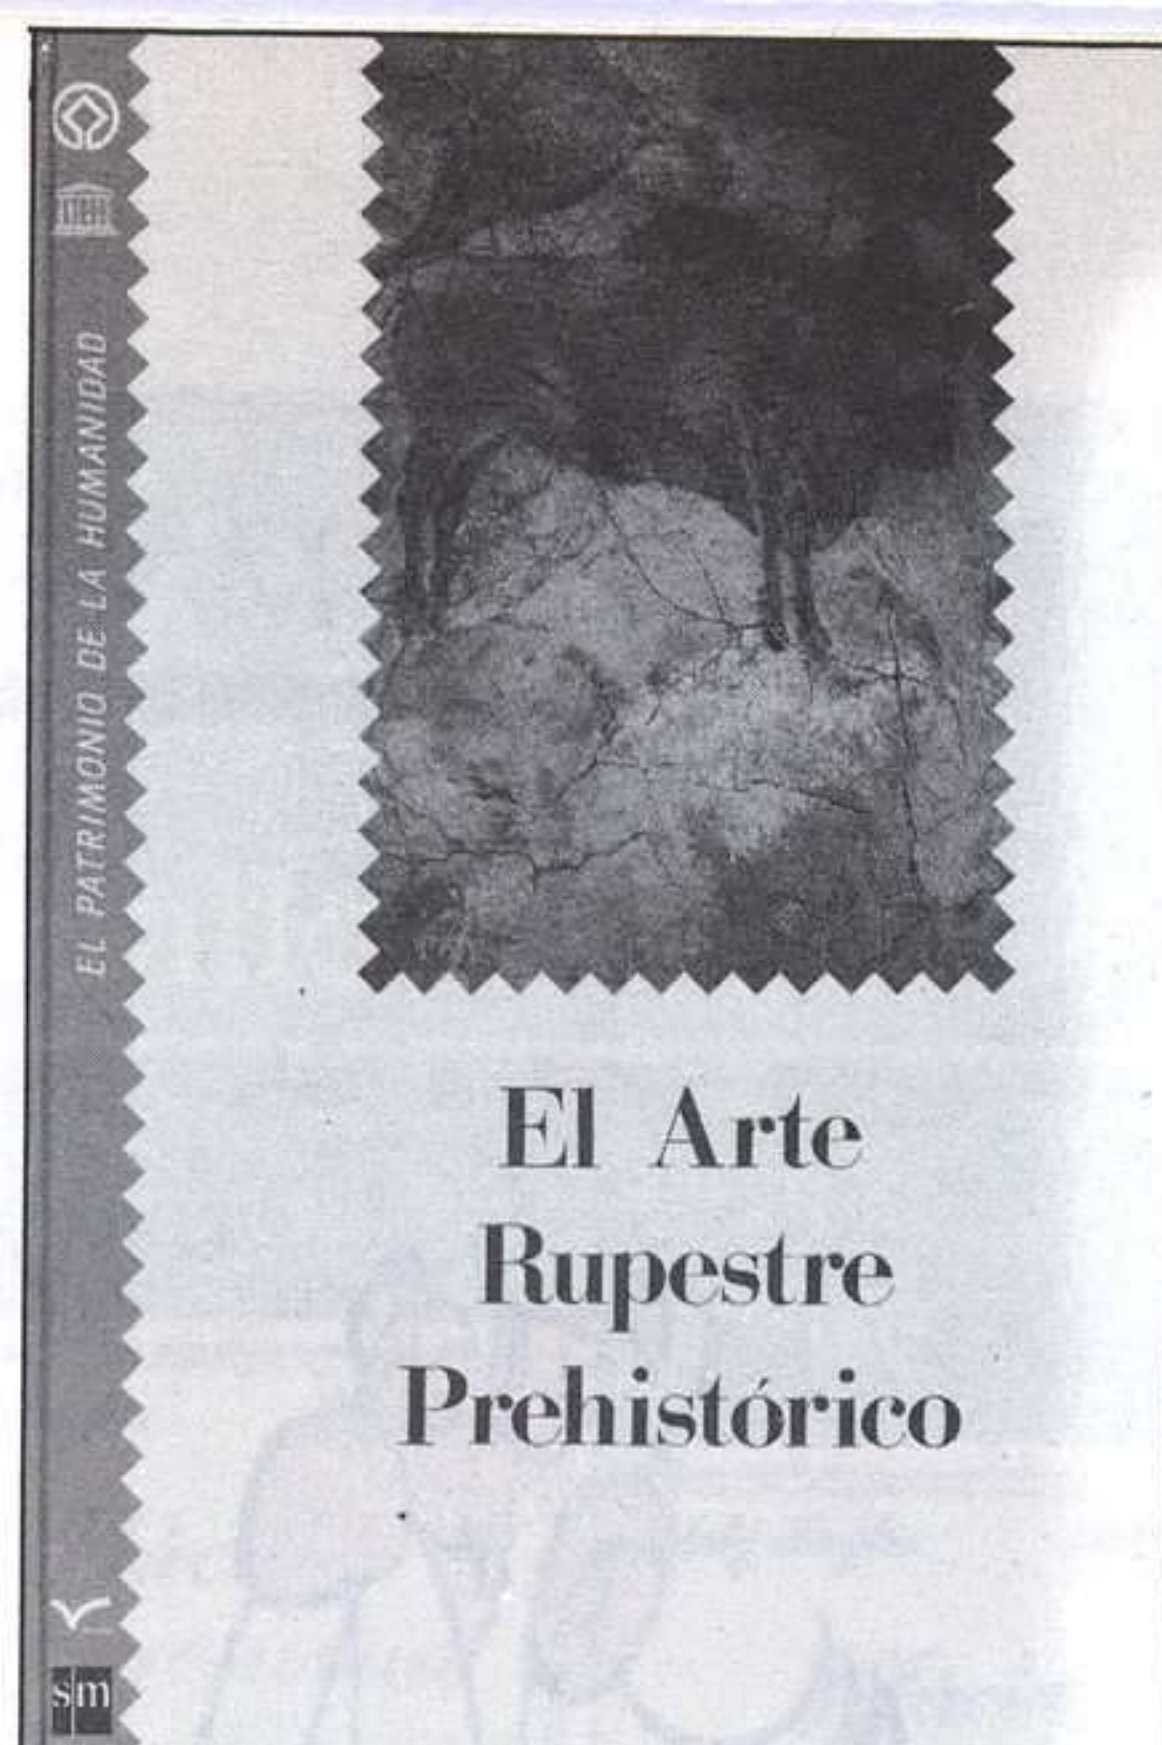 EL PATRIMONIO DE LA HUMANIDAD
El Arte
Rupestre
Prehistórico
sm